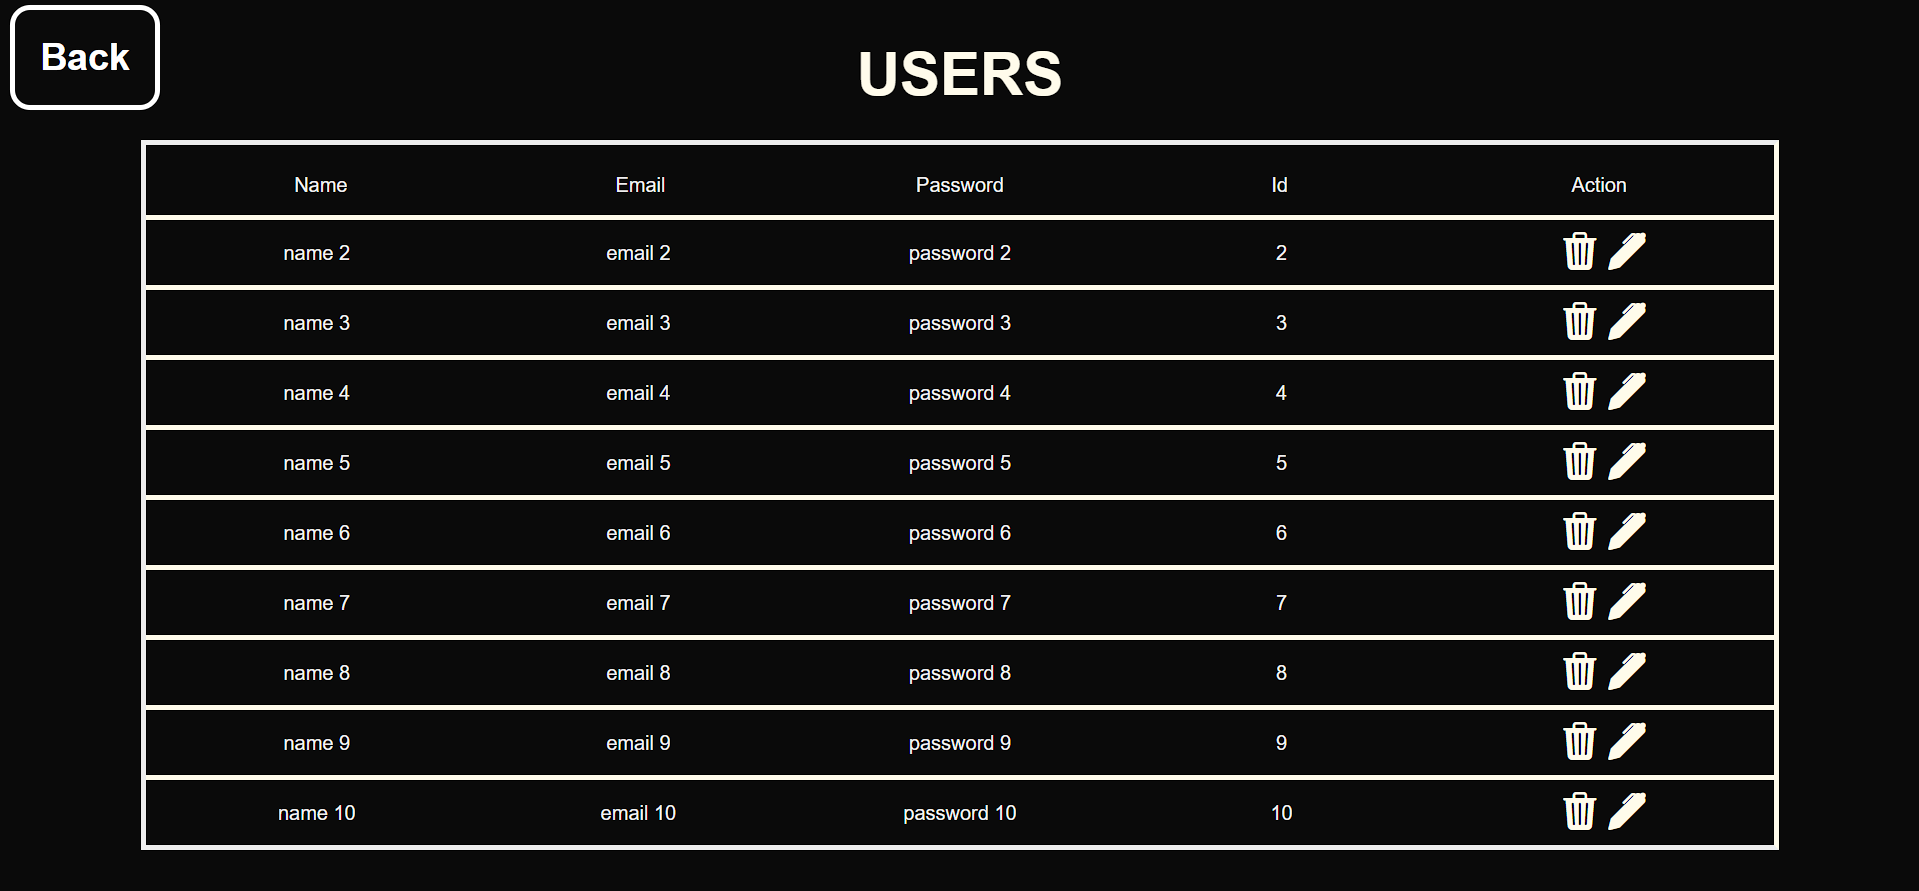 Back
USERS
Name Email Password Id Action
name 2 email 2 password 2 2
name 3 email 3 password 3 3
name 4 email 4 password 4 4
name 5 email 5 password 5 5
name 6 email 6 password 6 6
name 7 email 7 password 7 7
name 8 email 8 password 8 8
name 9 email 9 password 9 9
name 10 email 10 password 10 10